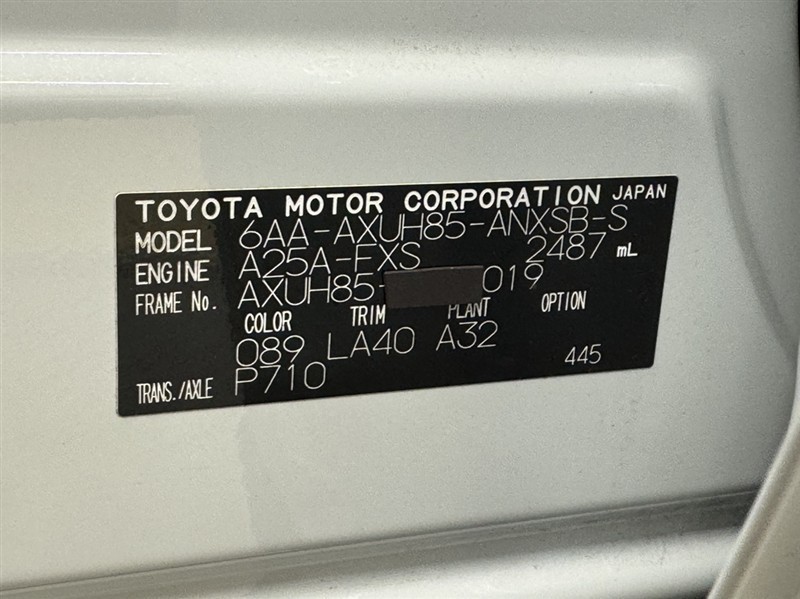 TOYOTA MOTOR CORPORATION JAPAN
MODEL 6AA-AXUH85-ANXSB-S
ENGINE A25A-FXS 2487 mL
FRAME No. AXUH85- 019
COLOR TRIM PLANT OPTION
089 LA40 A32
TRANS./AXLE P710 445